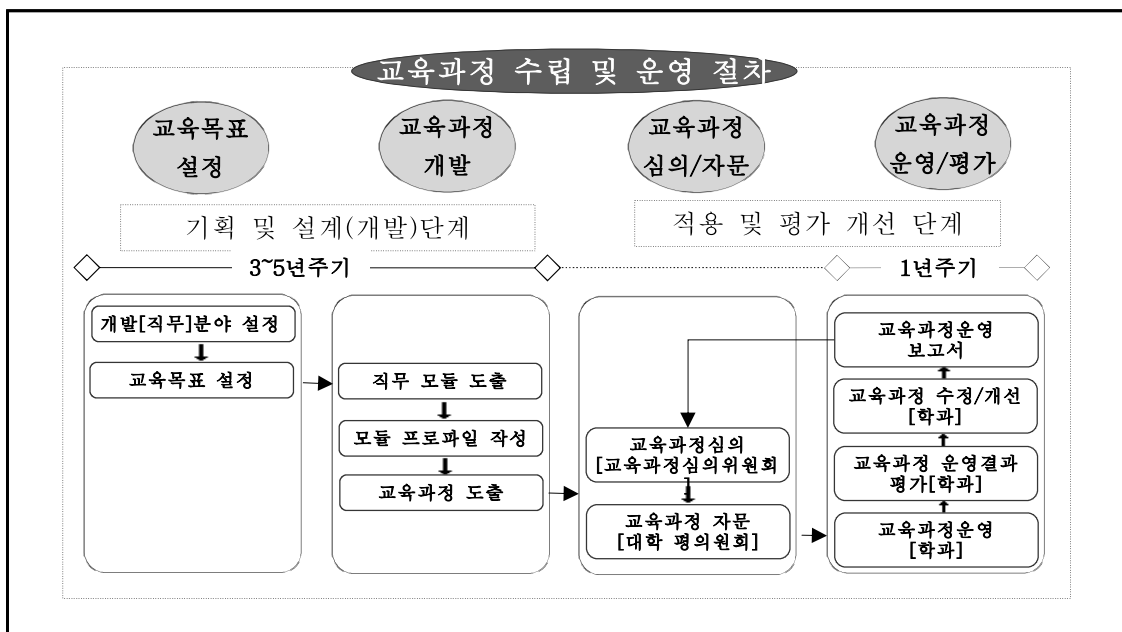 교육과정 수립 및 운영 절차
교육목표
설정
교육과정
개발
교육과정
심의/자문
교육과정
운영/평가
기획 및 설계(개발)단계
적용 및 평가 개선 단계
3~5년주기
1년주기
개발[직무]분야 설정
교육목표 설정
직무 모듈 도출
모듈 프로파일 작성
교육과정 도출
교육과정심의
[교육과정심의위원회
교육과정 자문
[대학 평의원회]
교육과정운영
보고서
교육과정 수정/개선
[학과]
교육과정 운영결과
평가[학과]
교육과정운영
[학과]